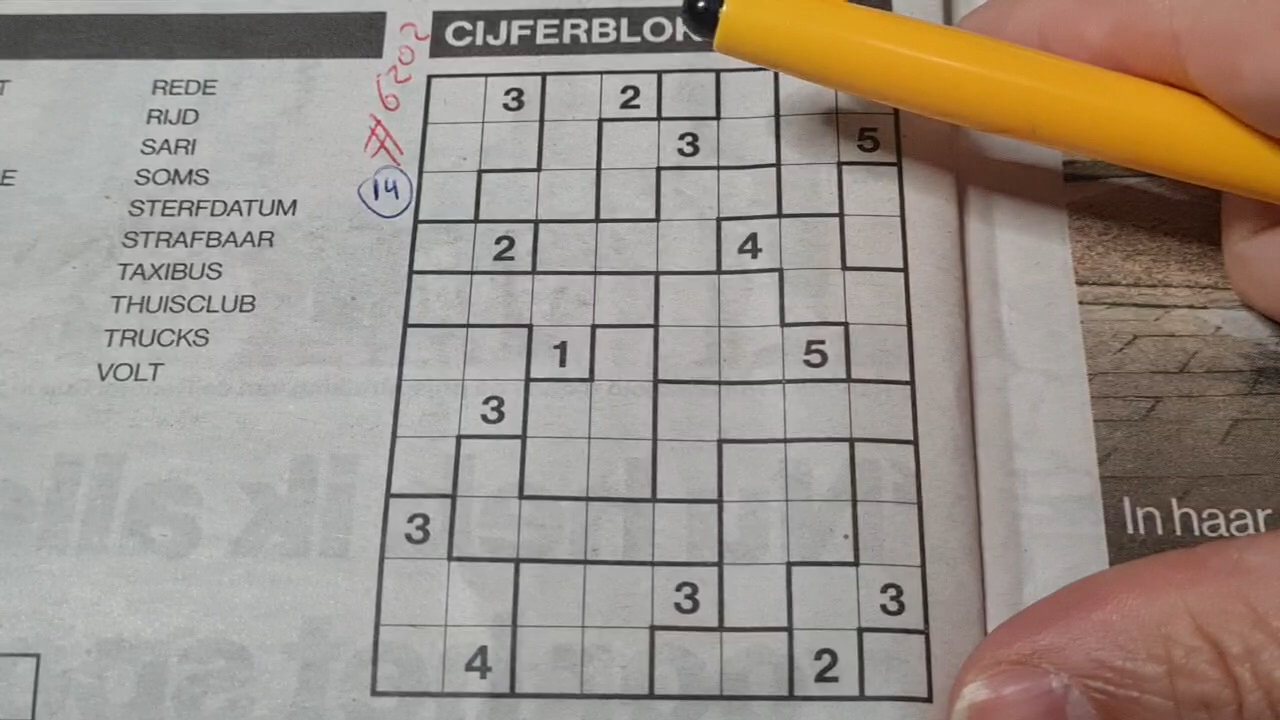 CIJFERBLOK
#6202
14
T
REDE
RIJD
SARI
E
SOMS
STERFDATUM
STRAFBAAR
TAXIBUS
THUISCLUB
TRUCKS
VOLT
3 2
3 5
2 4
1 5
3
3
3 3
4 2
In haar